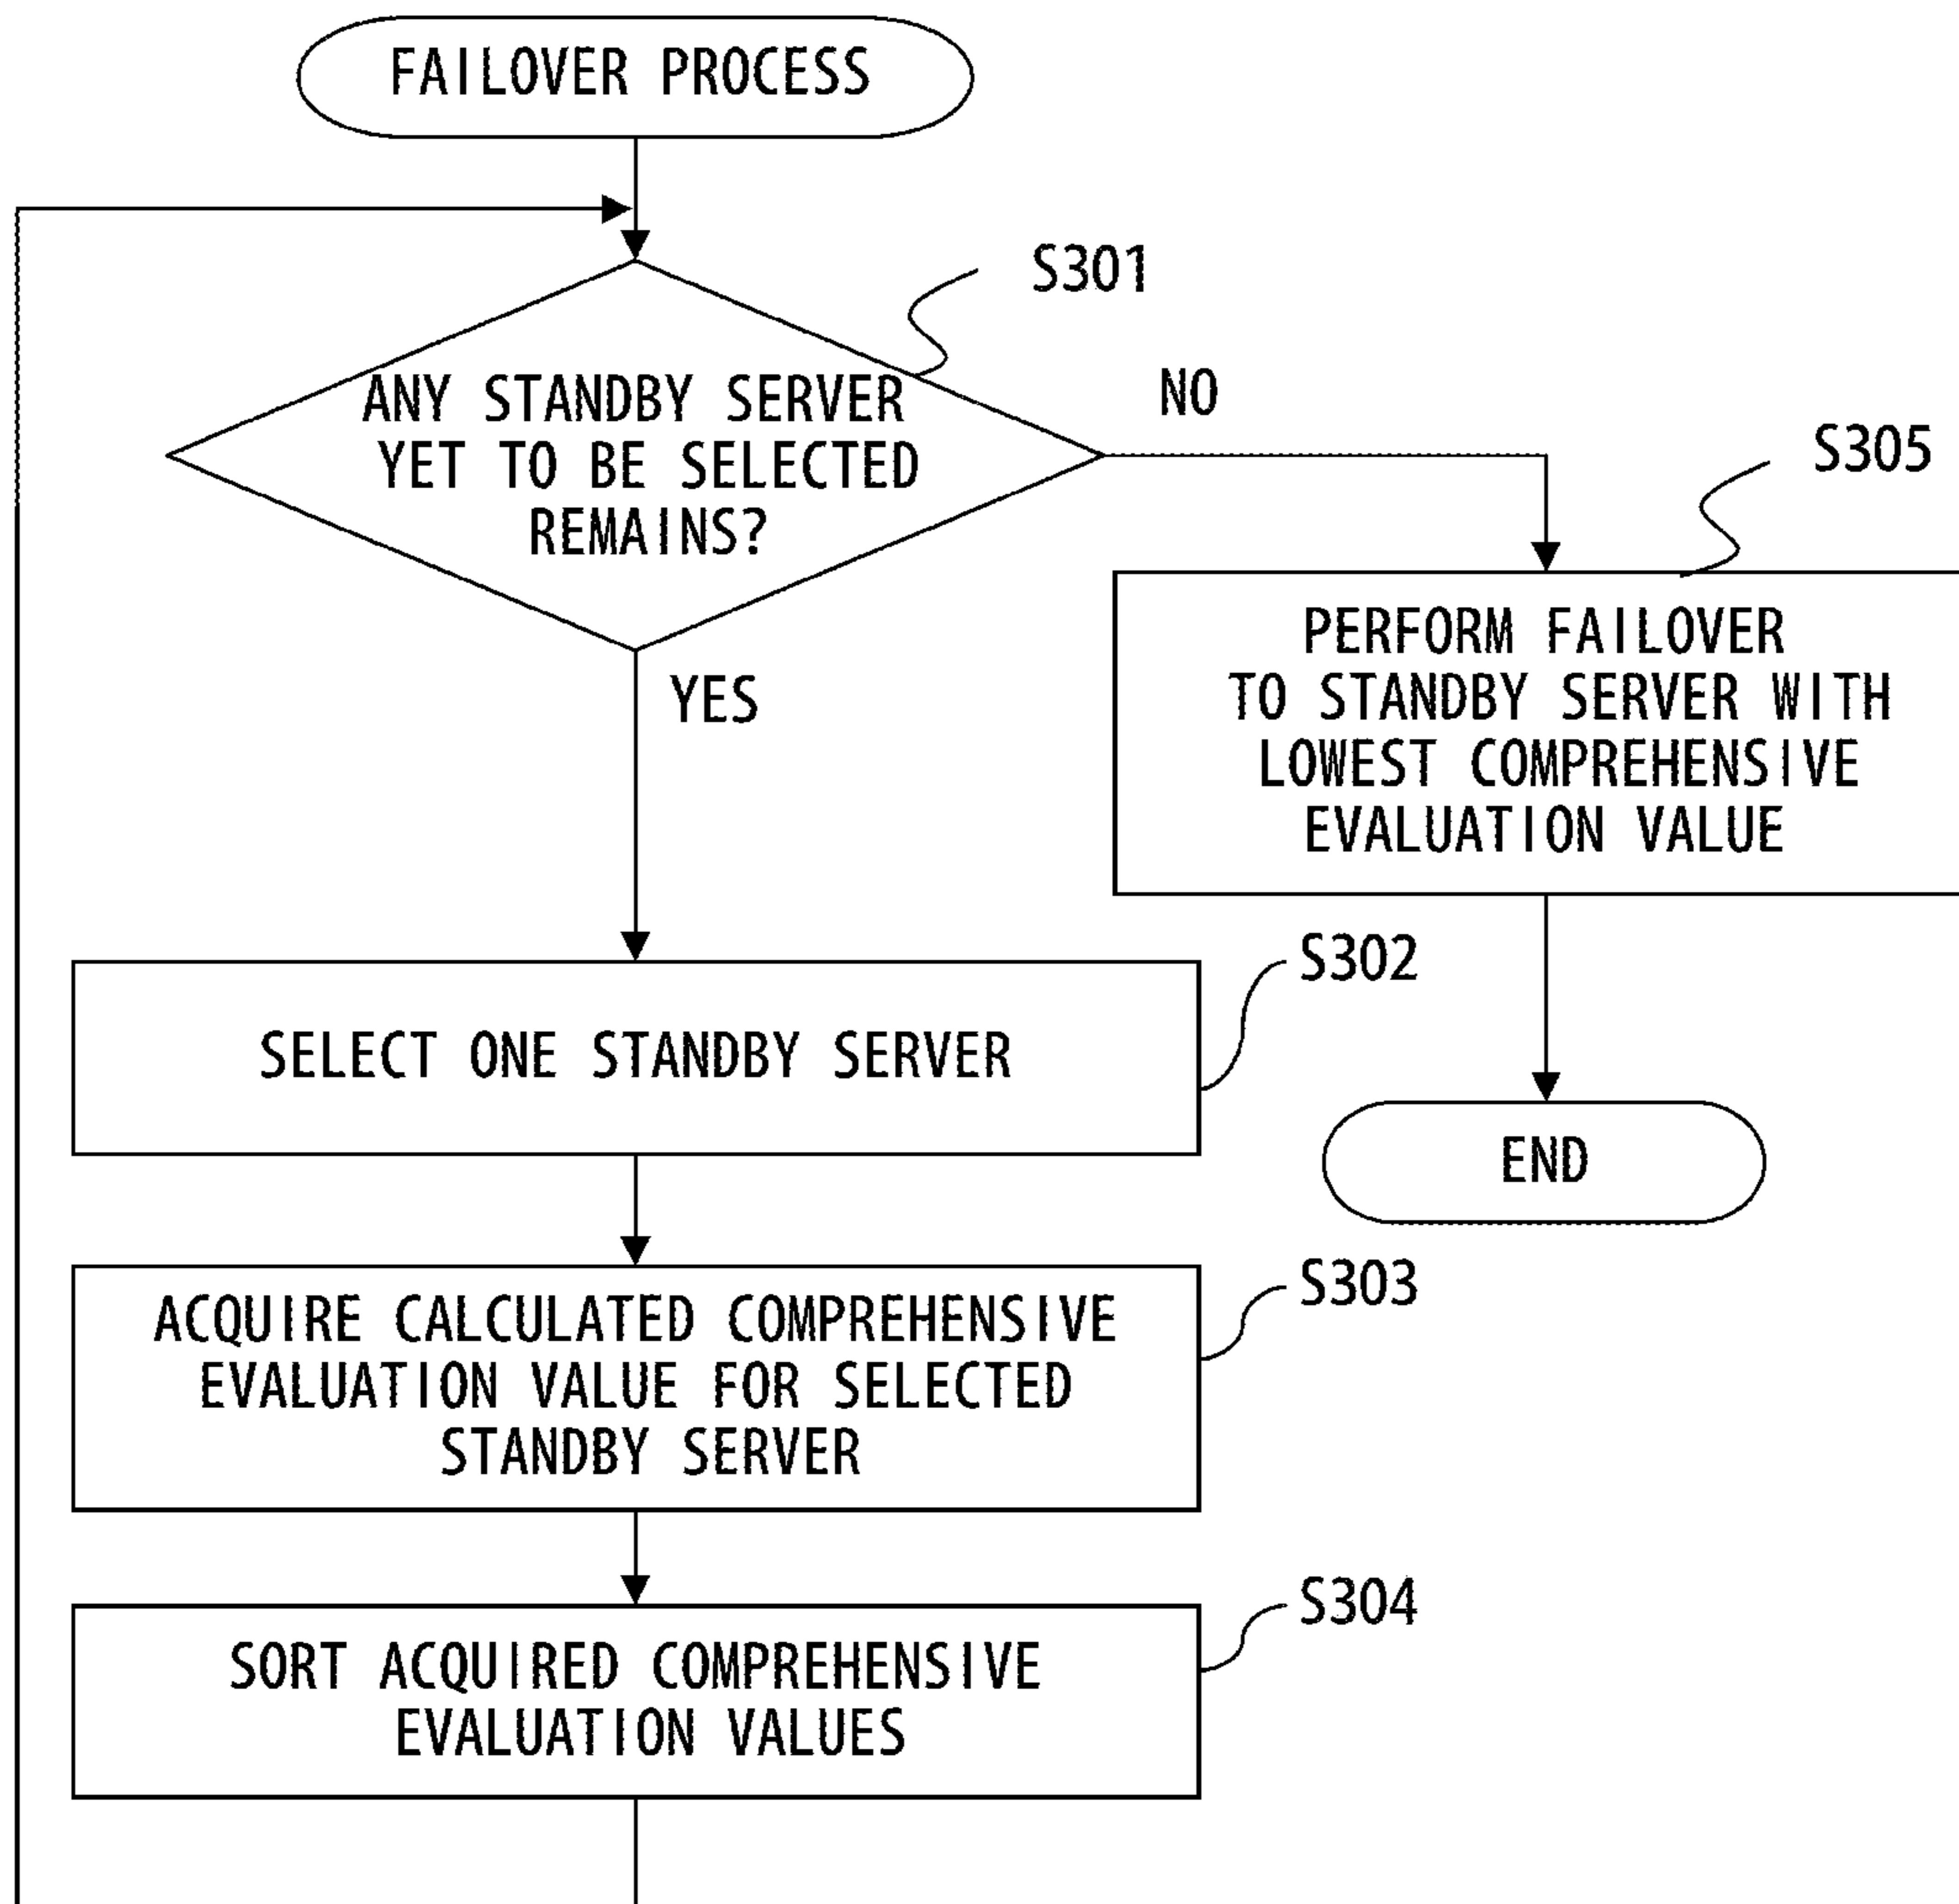 FAILOVER PROCESS
S301
ANY STANDBY SERVER
YET TO BE SELECTED
REMAINS?
NO
YES
S305
PERFORM FAILOVER
TO STANDBY SERVER WITH
LOWEST COMPREHENSIVE
EVALUATION VALUE
S302
SELECT ONE STANDBY SERVER
END
S303
ACQUIRE CALCULATED COMPREHENSIVE
EVALUATION VALUE FOR SELECTED
STANDBY SERVER
S304
SORT ACQUIRED COMPREHENSIVE
EVALUATION VALUES